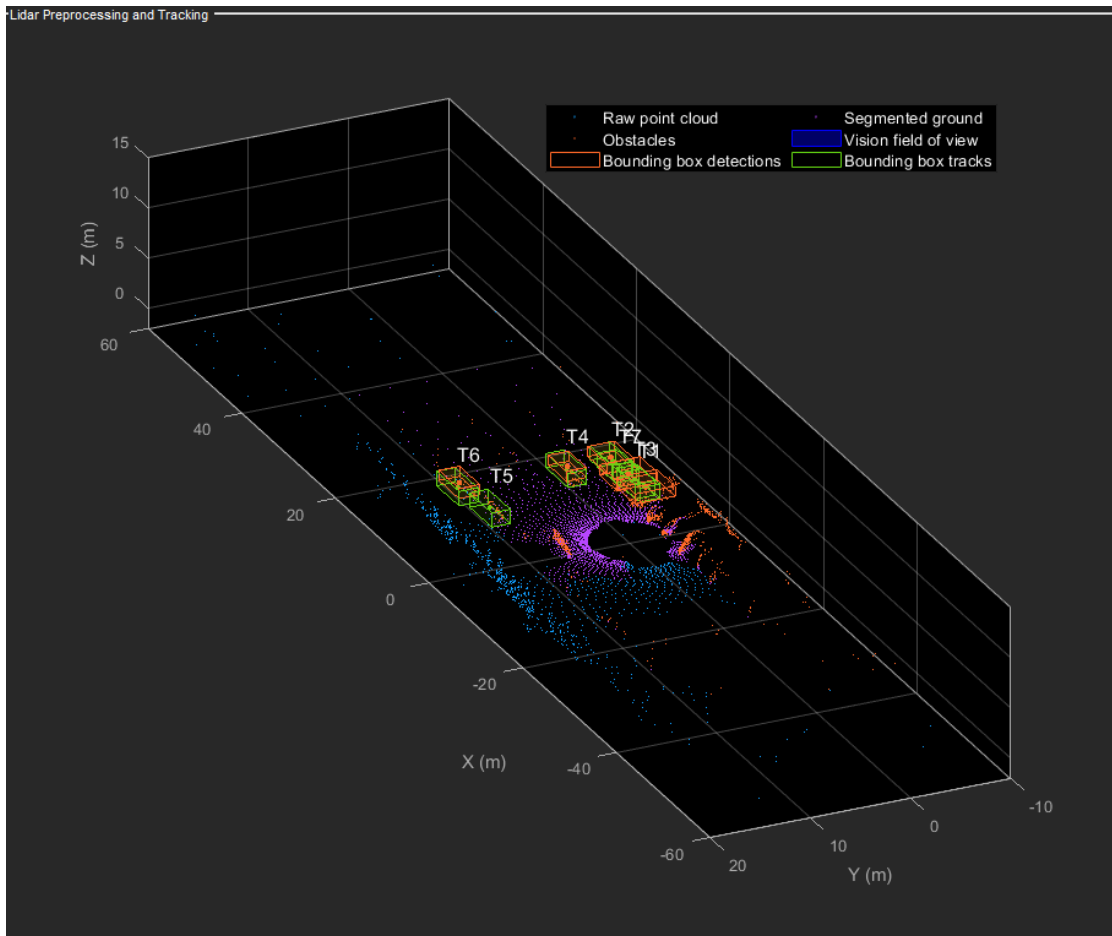 Lidar Preprocessing and Tracking
Raw point cloud Segmented ground
Obstacles Vision field of view
Bounding box detections Bounding box tracks
15
10
5
0
Z (m)
60
40
20
0
-20
-40
-60
X (m)
20
10
0
-10
Y (m)
T6
T5
T4
T2
T7
T3
T1